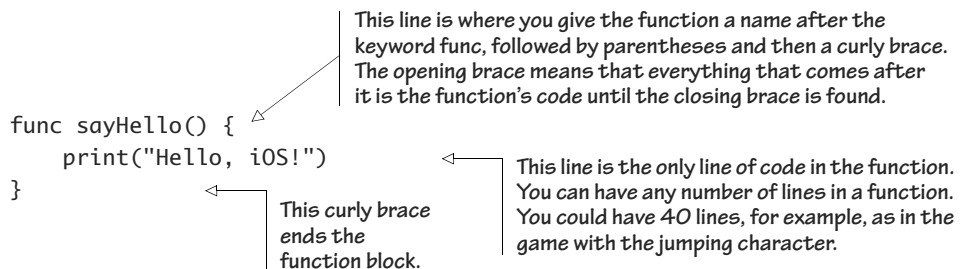 This line is where you give the function a name after the
keyword func, followed by parentheses and then a curly brace.
The opening brace means that everything that comes after
it is the function's code until the closing brace is found.
func sayHello() {
    print("Hello, iOS!")
}
This line is the only line of code in the function.
You can have any number of lines in a function.
You could have 40 lines, for example, as in the
game with the jumping character.
This curly brace
ends the
function block.